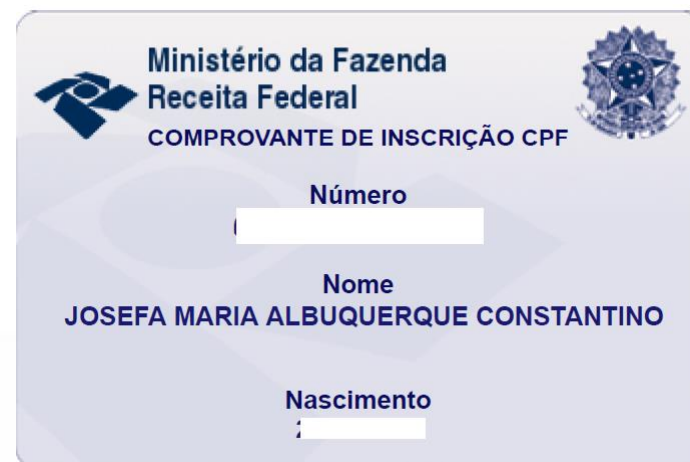 Ministério da Fazenda
Receita Federal
COMPROVANTE DE INSCRIÇÃO CPF
Número
Nome
JOSEFA MARIA ALBUQUERQUE CONSTANTINO
Nascimento